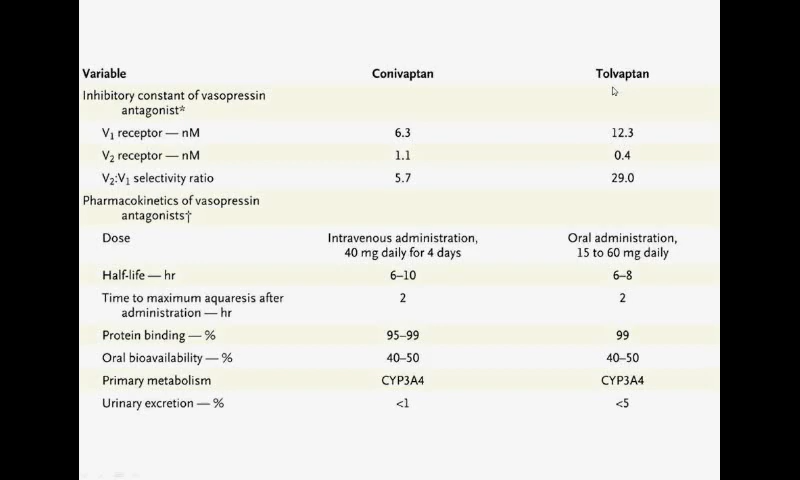 Variable Conivaptan Tolvaptan
Inhibitory constant of vasopressin
antagonist*
V₁ receptor — nM 6.3 12.3
V₂ receptor — nM 1.1 0.4
V₂:V₁ selectivity ratio 5.7 29.0
Pharmacokinetics of vasopressin
antagonists†
Dose Intravenous administration, Oral administration,
40 mg daily for 4 days 15 to 60 mg daily
Half-life — hr 6–10 6–8
Time to maximum aquaresis after 2 2
administration — hr
Protein binding — % 95–99 99
Oral bioavailability — % 40–50 40–50
Primary metabolism CYP3A4 CYP3A4
Urinary excretion — % <1 <5